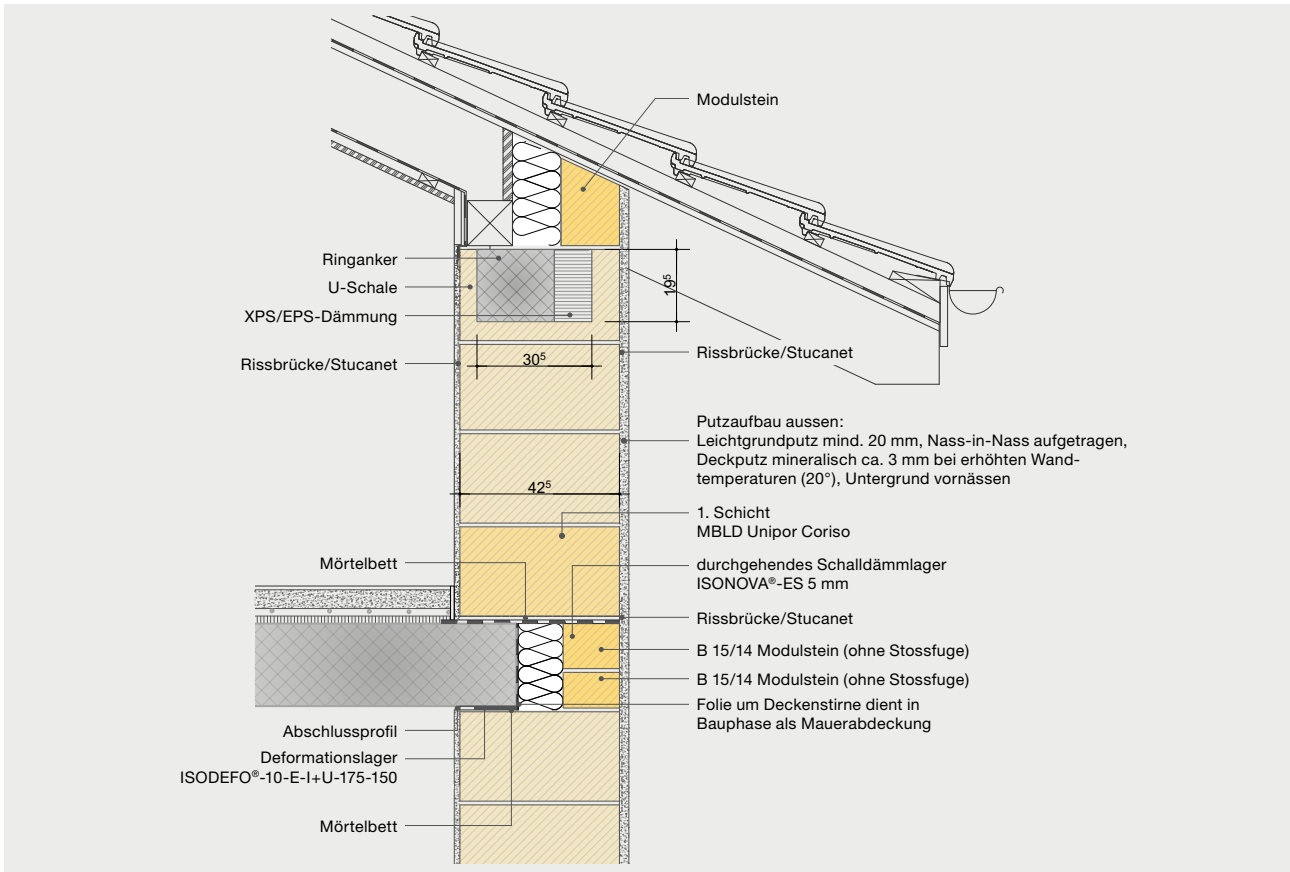 Modulstein
Ringanker
U-Schale
XPS/EPS-Dämmung
Rissbrücke/Stucanet
19⁵
30⁵
Rissbrücke/Stucanet
Putzaufbau aussen:
Leichtgrundputz mind. 20 mm, Nass-in-Nass aufgetragen,
Deckputz mineralisch ca. 3 mm bei erhöhten Wand-
temperaturen (20°), Untergrund vornässen
42⁵
1. Schicht
MBLD Unipor Coriso
Mörtelbett
durchgehendes Schalldämmlager
ISONOVA®-ES 5 mm
Rissbrücke/Stucanet
B 15/14 Modulstein (ohne Stossfuge)
B 15/14 Modulstein (ohne Stossfuge)
Folie um Deckenstirne dient in
Bauphase als Mauerabdeckung
Abschlussprofil
Deformationslager
ISODEFO®-10-E-I+U-175-150
Mörtelbett